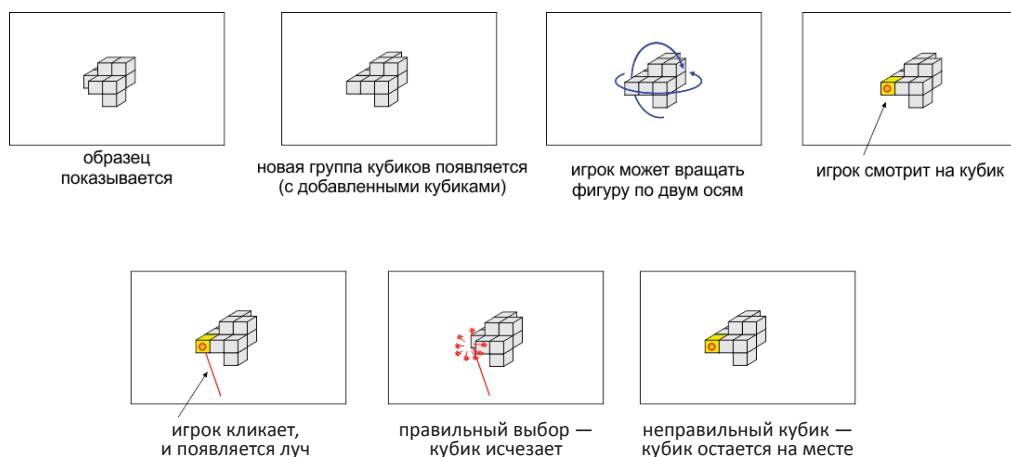 образец
показывается
новая группа кубиков появляется
(с добавленными кубиками)
игрок может вращать
фигуру по двум осям
игрок смотрит на кубик
игрок кликает,
и появляется луч
правильный выбор —
кубик исчезает
неправильный кубик —
кубик остается на месте